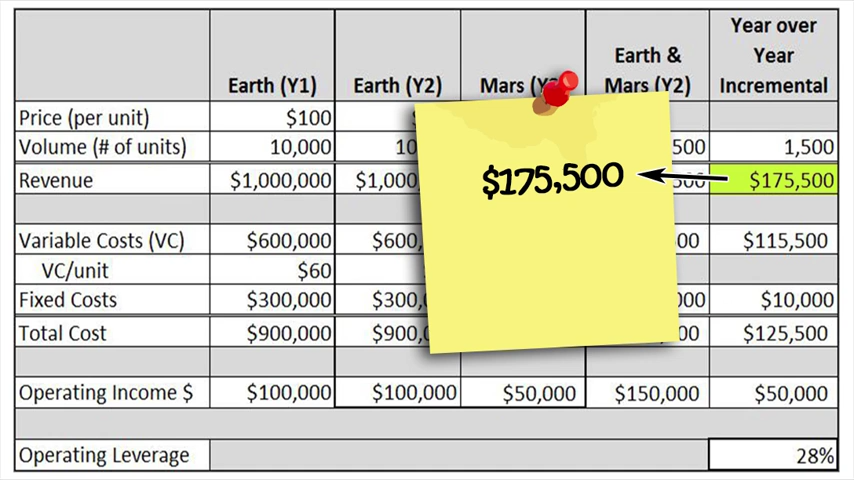 Year over
Earth & Year
Earth (Y1) Earth (Y2) Mars Mars (Y2) Incremental
Price (per unit) $100
Volume (# of units) 10,000 1,500
Revenue $1,000,000 $175,500
$175,500
Variable Costs (VC) $600,000 $115,500
VC/unit $60
Fixed Costs $300,000 $10,000
Total Cost $900,000 $125,500
Operating Income $ $100,000 $100,000 $50,000 $150,000 $50,000
Operating Leverage 28%